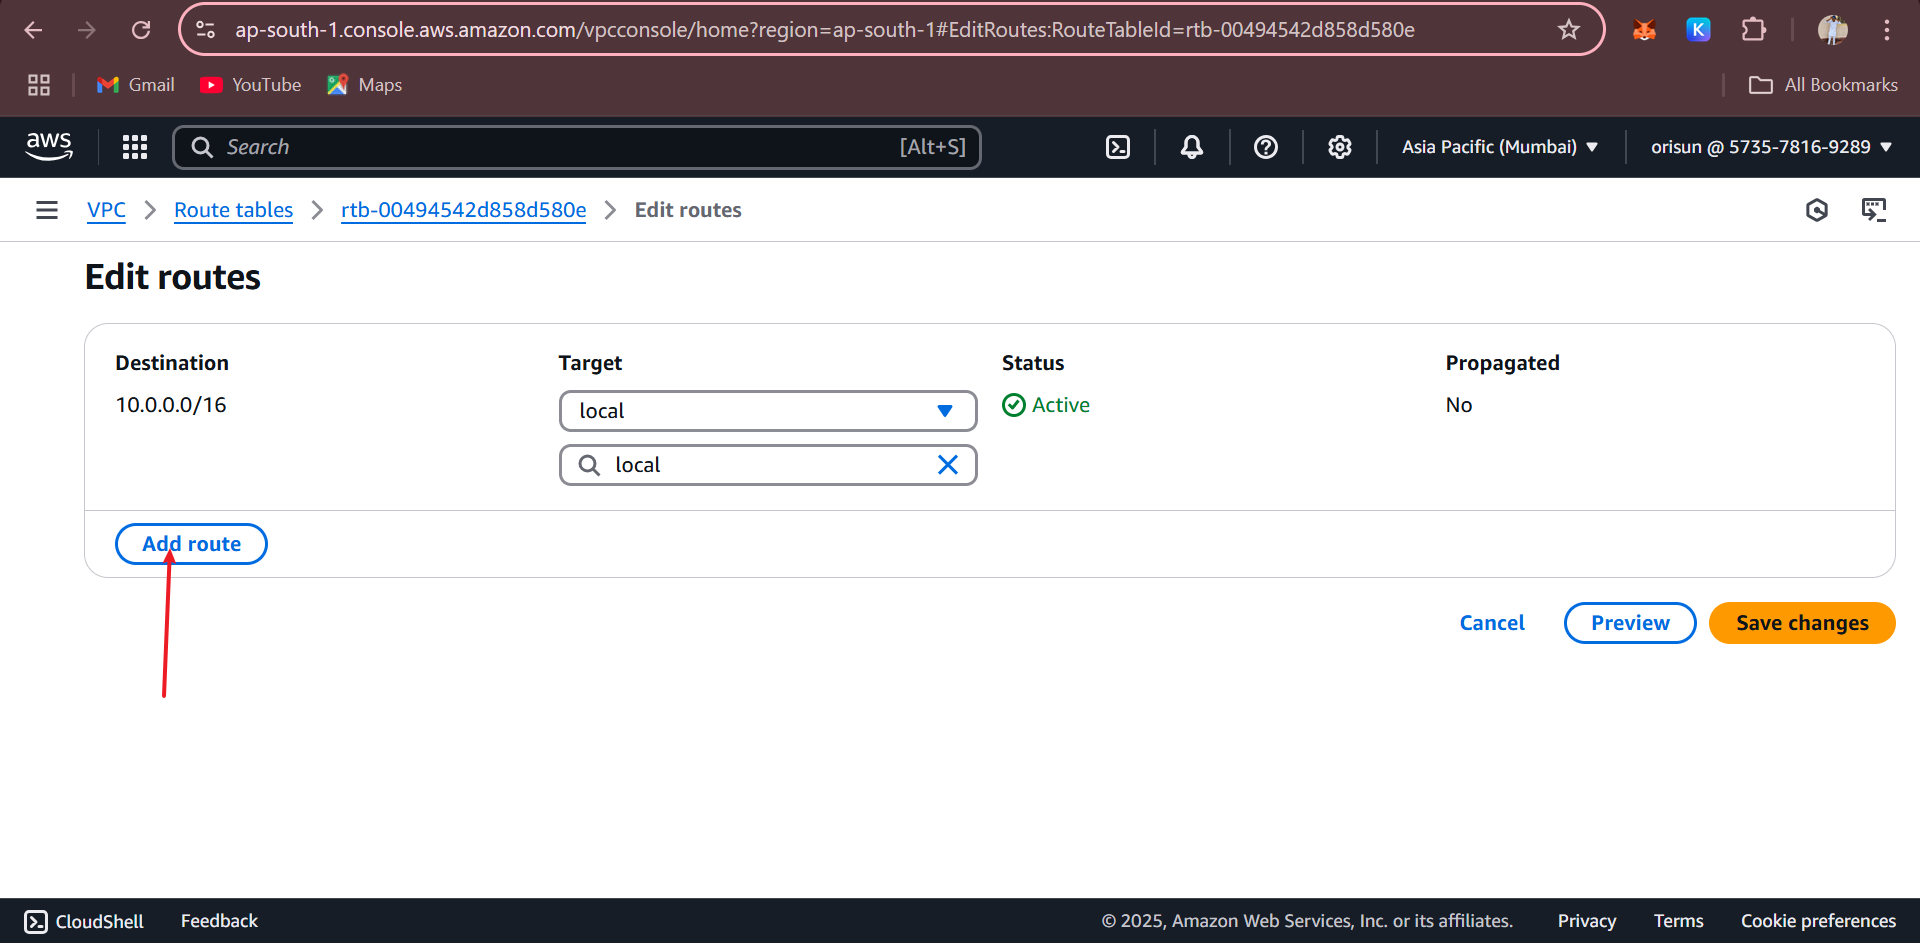 ap-south-1.console.aws.amazon.com/vpcconsole/home?region=ap-south-1#EditRoutes:RouteTableId=rtb-00494542d858d580e
K
Gmail YouTube Maps All Bookmarks
aws Search [Alt+S] Asia Pacific (Mumbai) orisun @ 5735-7816-9289
VPC Route tables rtb-00494542d858d580e Edit routes
Edit routes
Destination Target Status Propagated
10.0.0.0/16 local Active No
local
Add route
Cancel Preview Save changes
CloudShell Feedback © 2025, Amazon Web Services, Inc. or its affiliates. Privacy Terms Cookie preferences